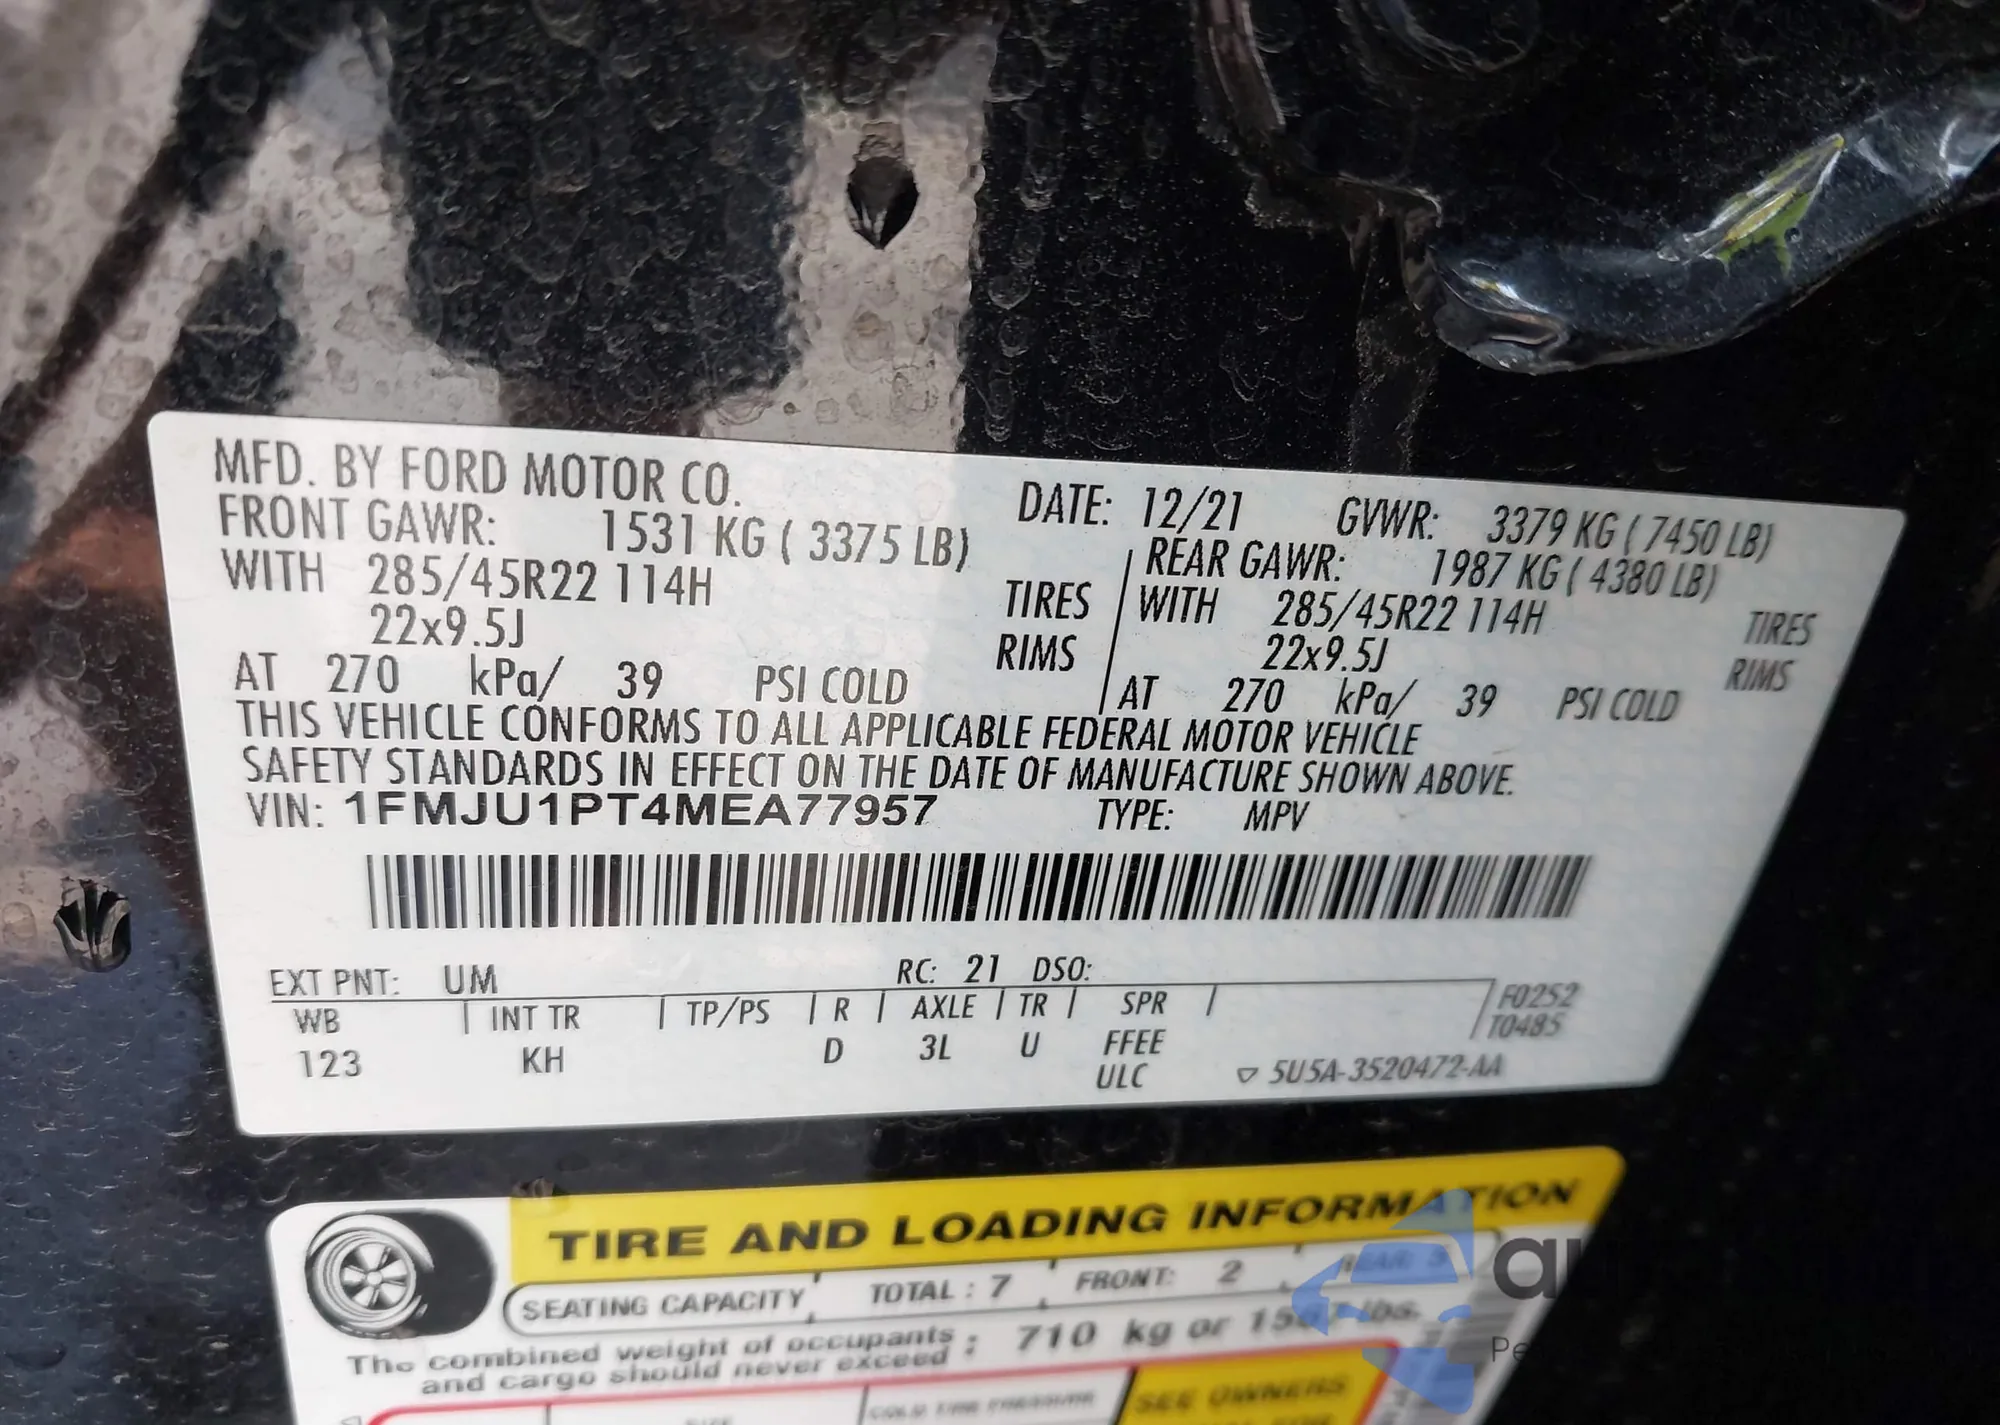 MFD. BY FORD MOTOR CO.
DATE: 12/21 GVWR: 3379 KG ( 7450 LB)
FRONT GAWR: 1531 KG ( 3375 LB) REAR GAWR: 1987 KG ( 4380 LB)
WITH 285/45R22 114H TIRES WITH 285/45R22 114H TIRES
22x9.5J RIMS 22x9.5J RIMS
AT 270 kPa/ 39 PSI COLD AT 270 kPa/ 39 PSI COLD
THIS VEHICLE CONFORMS TO ALL APPLICABLE FEDERAL MOTOR VEHICLE
SAFETY STANDARDS IN EFFECT ON THE DATE OF MANUFACTURE SHOWN ABOVE.
VIN: 1FMJU1PT4MEA77957 TYPE: MPV
EXT PNT: UM RC: 21 DSO:
WB INT TR TP/PS R AXLE TR SPR F0252
T0485
123 KH D 3L U FFEE
ULC 5U5A-3520472-AA
TIRE AND LOADING INFORMATION
SEATING CAPACITY TOTAL : 7 FRONT: 2 REAR: 5
The combined weight of occupants : 710 kg or lbs.
and cargo should never exceed
COLD TIRE PRESSURE
SEE OWNERS